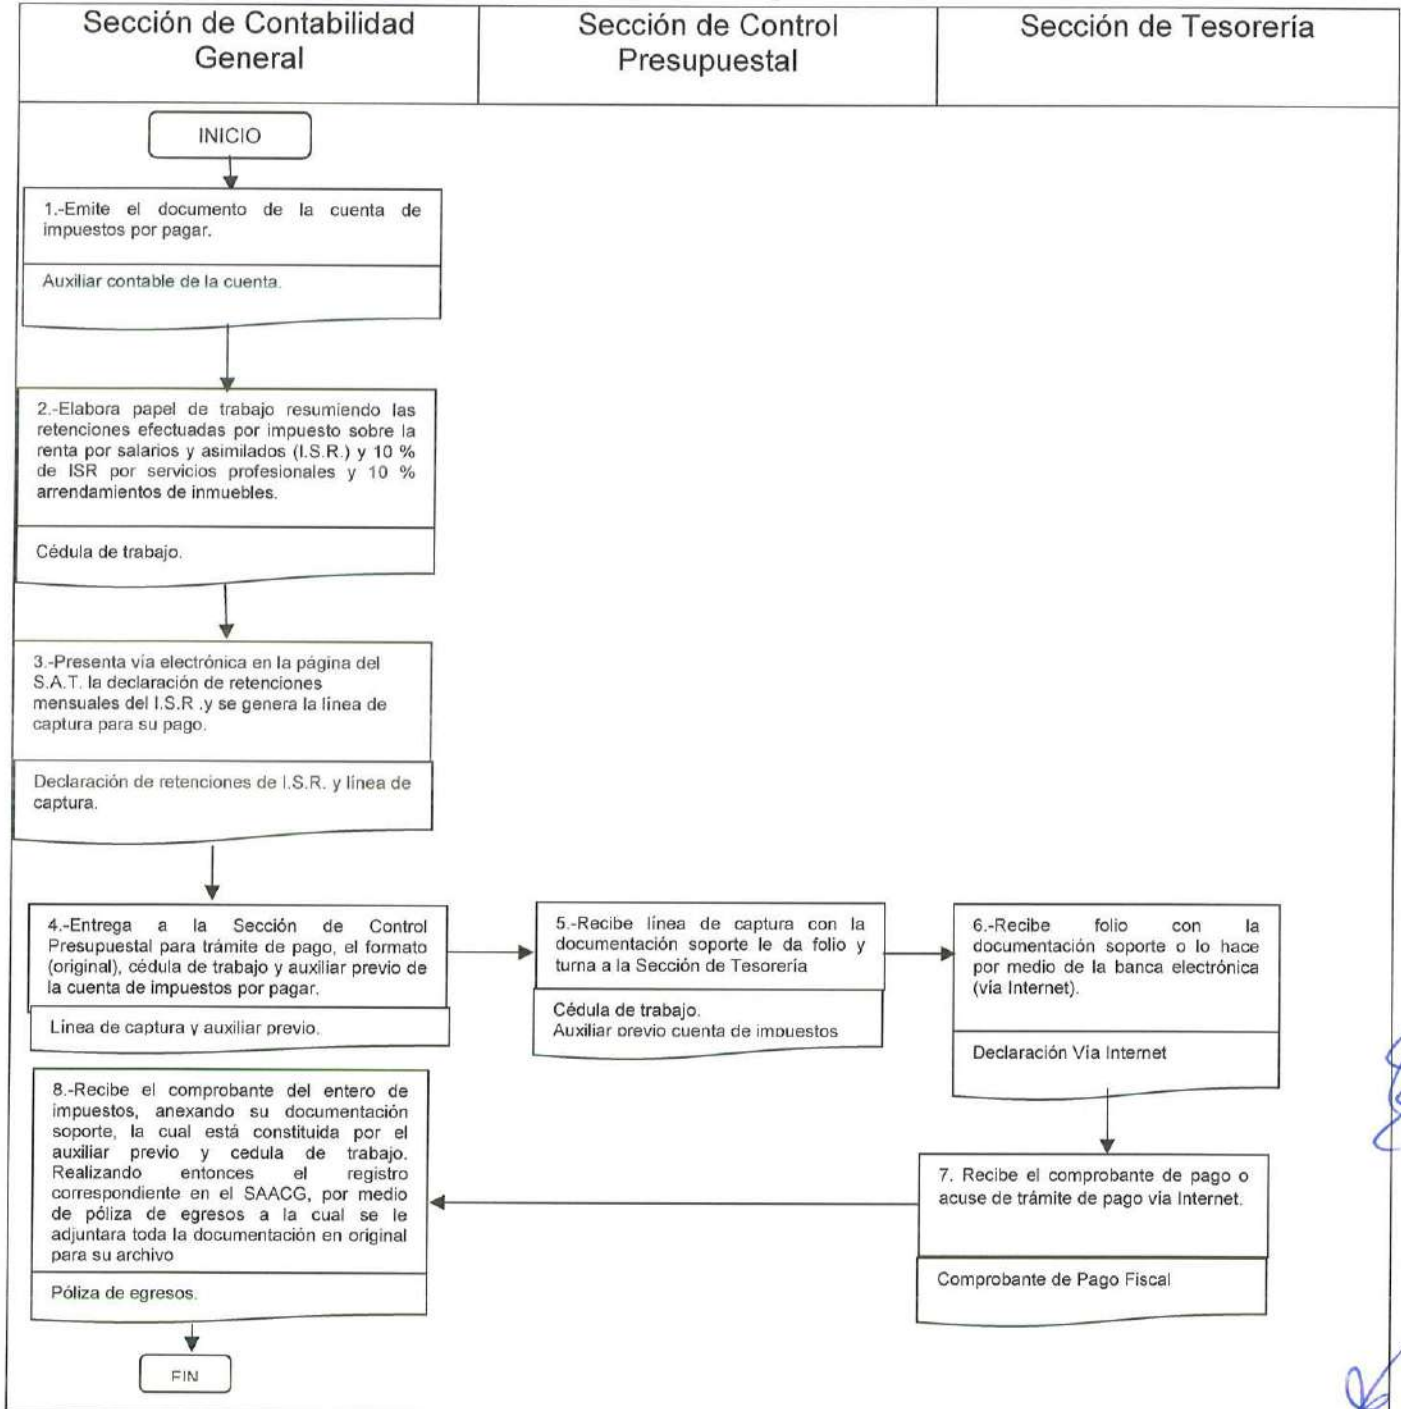 Sección de Contabilidad
General
Sección de Control
Presupuestal
Sección de Tesorería
INICIO
1.-Emite el documento de la cuenta de
impuestos por pagar.
Auxiliar contable de la cuenta.
2.-Elabora papel de trabajo resumiendo las
retenciones efectuadas por impuesto sobre la
renta por salarios y asimilados (I.S.R.) y 10 %
de ISR por servicios profesionales y 10 %
arrendamientos de inmuebles.
Cédula de trabajo.
3.-Presenta vía electrónica en la página del
S.A.T. la declaración de retenciones
mensuales del I.S.R .y se genera la línea de
captura para su pago.
Declaración de retenciones de I.S.R. y línea de
captura.
4.-Entrega a la Sección de Control
Presupuestal para trámite de pago, el formato
(original), cédula de trabajo y auxiliar previo de
la cuenta de impuestos por pagar.
Línea de captura y auxiliar previo.
5.-Recibe línea de captura con la
documentación soporte le da folio y
turna a la Sección de Tesorería
Cédula de trabajo.
Auxiliar previo cuenta de impuestos
6.-Recibe folio con la
documentación soporte o lo hace
por medio de la banca electrónica
(vía Internet).
Declaración Vía Internet
7. Recibe el comprobante de pago o
acuse de trámite de pago vía Internet.
Comprobante de Pago Fiscal
8.-Recibe el comprobante del entero de
impuestos, anexando su documentación
soporte, la cual está constituida por el
auxiliar previo y cedula de trabajo.
Realizando entonces el registro
correspondiente en el SAACG, por medio
de póliza de egresos a la cual se le
adjuntara toda la documentación en original
para su archivo
Póliza de egresos.
FIN